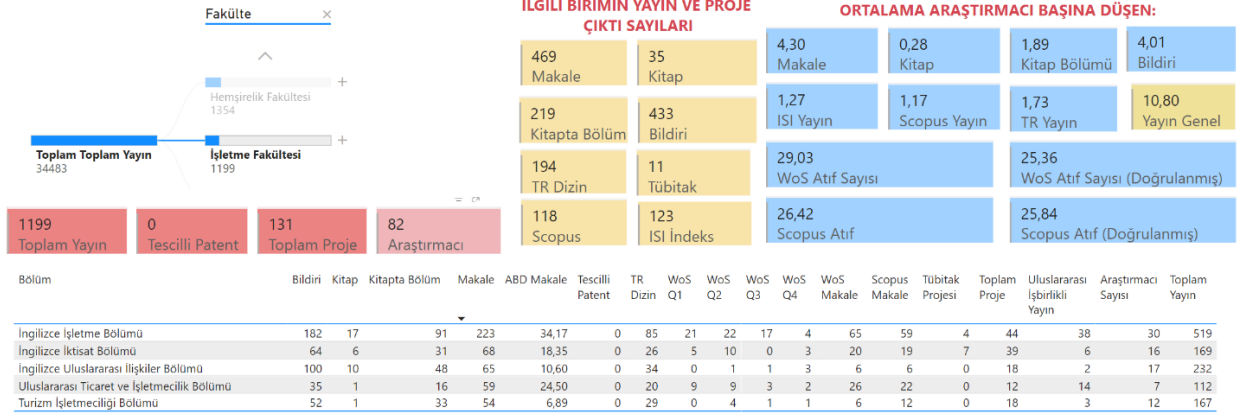 Fakülte
Hemşirelik Fakültesi
1354
Toplam Toplam Yayın
34483
İşletme Fakültesi
1199
1199
Toplam Yayın
0
Tescilli Patent
131
Toplam Proje
82
Araştırmacı
İLGİLİ BİRİMİN YAYIN VE PROJE
ÇIKTI SAYILARI
469
Makale
35
Kitap
219
Kitapta Bölüm
433
Bildiri
194
TR Dizin
11
Tübitak
118
Scopus
123
ISI İndeks
ORTALAMA ARAŞTIRMACI BAŞINA DÜŞEN:
4,30
Makale
0,28
Kitap
1,89
Kitap Bölümü
4,01
Bildiri
1,27
ISI Yayın
1,17
Scopus Yayın
1,73
TR Yayın
10,80
Yayın Genel
29,03
WoS Atıf Sayısı
25,36
WoS Atıf Sayısı (Doğrulanmış)
26,42
Scopus Atıf
25,84
Scopus Atıf (Doğrulanmış)
Bölüm Bildiri Kitap Kitapta Bölüm Makale ABD Makale Tescilli Patent TR Dizin WoS Q1 WoS Q2 WoS Q3 WoS Q4 WoS Makale Scopus Makale Tübitak Projesi Toplam Proje Uluslararası İşbirlikli Yayın Araştırmacı Sayısı Toplam Yayın
İngilizce İşletme Bölümü 182 17 91 223 34,17 0 85 21 22 17 4 65 59 4 44 38 30 519
İngilizce İktisat Bölümü 64 6 31 68 18,35 0 26 5 10 0 3 20 19 7 39 6 16 169
İngilizce Uluslararası İlişkiler Bölümü 100 10 48 65 10,60 0 34 0 1 1 3 6 6 0 18 2 17 232
Uluslararası Ticaret ve İşletmecilik Bölümü 35 1 16 59 24,50 0 20 9 9 3 2 26 22 0 12 14 7 112
Turizm İşletmeciliği Bölümü 52 1 33 54 6,89 0 29 0 4 1 1 6 12 0 18 3 12 167